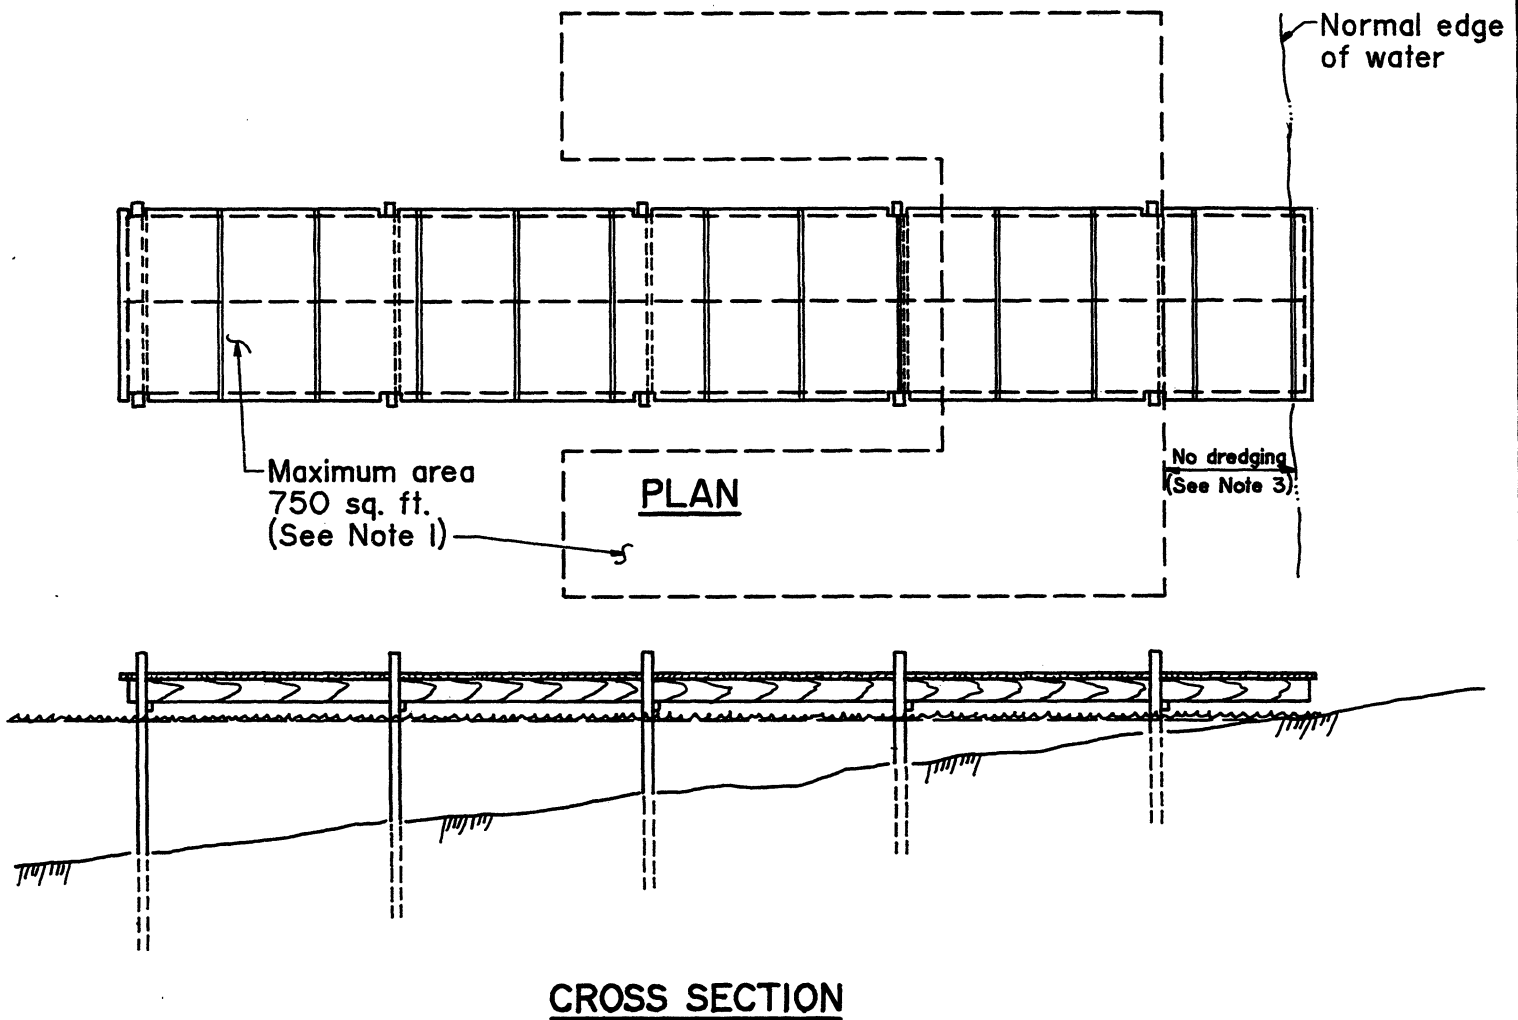 Normal edge
of water
Maximum area
750 sq. ft.
(See Note 1)
PLAN
No dredging
(See Note 3)
CROSS SECTION